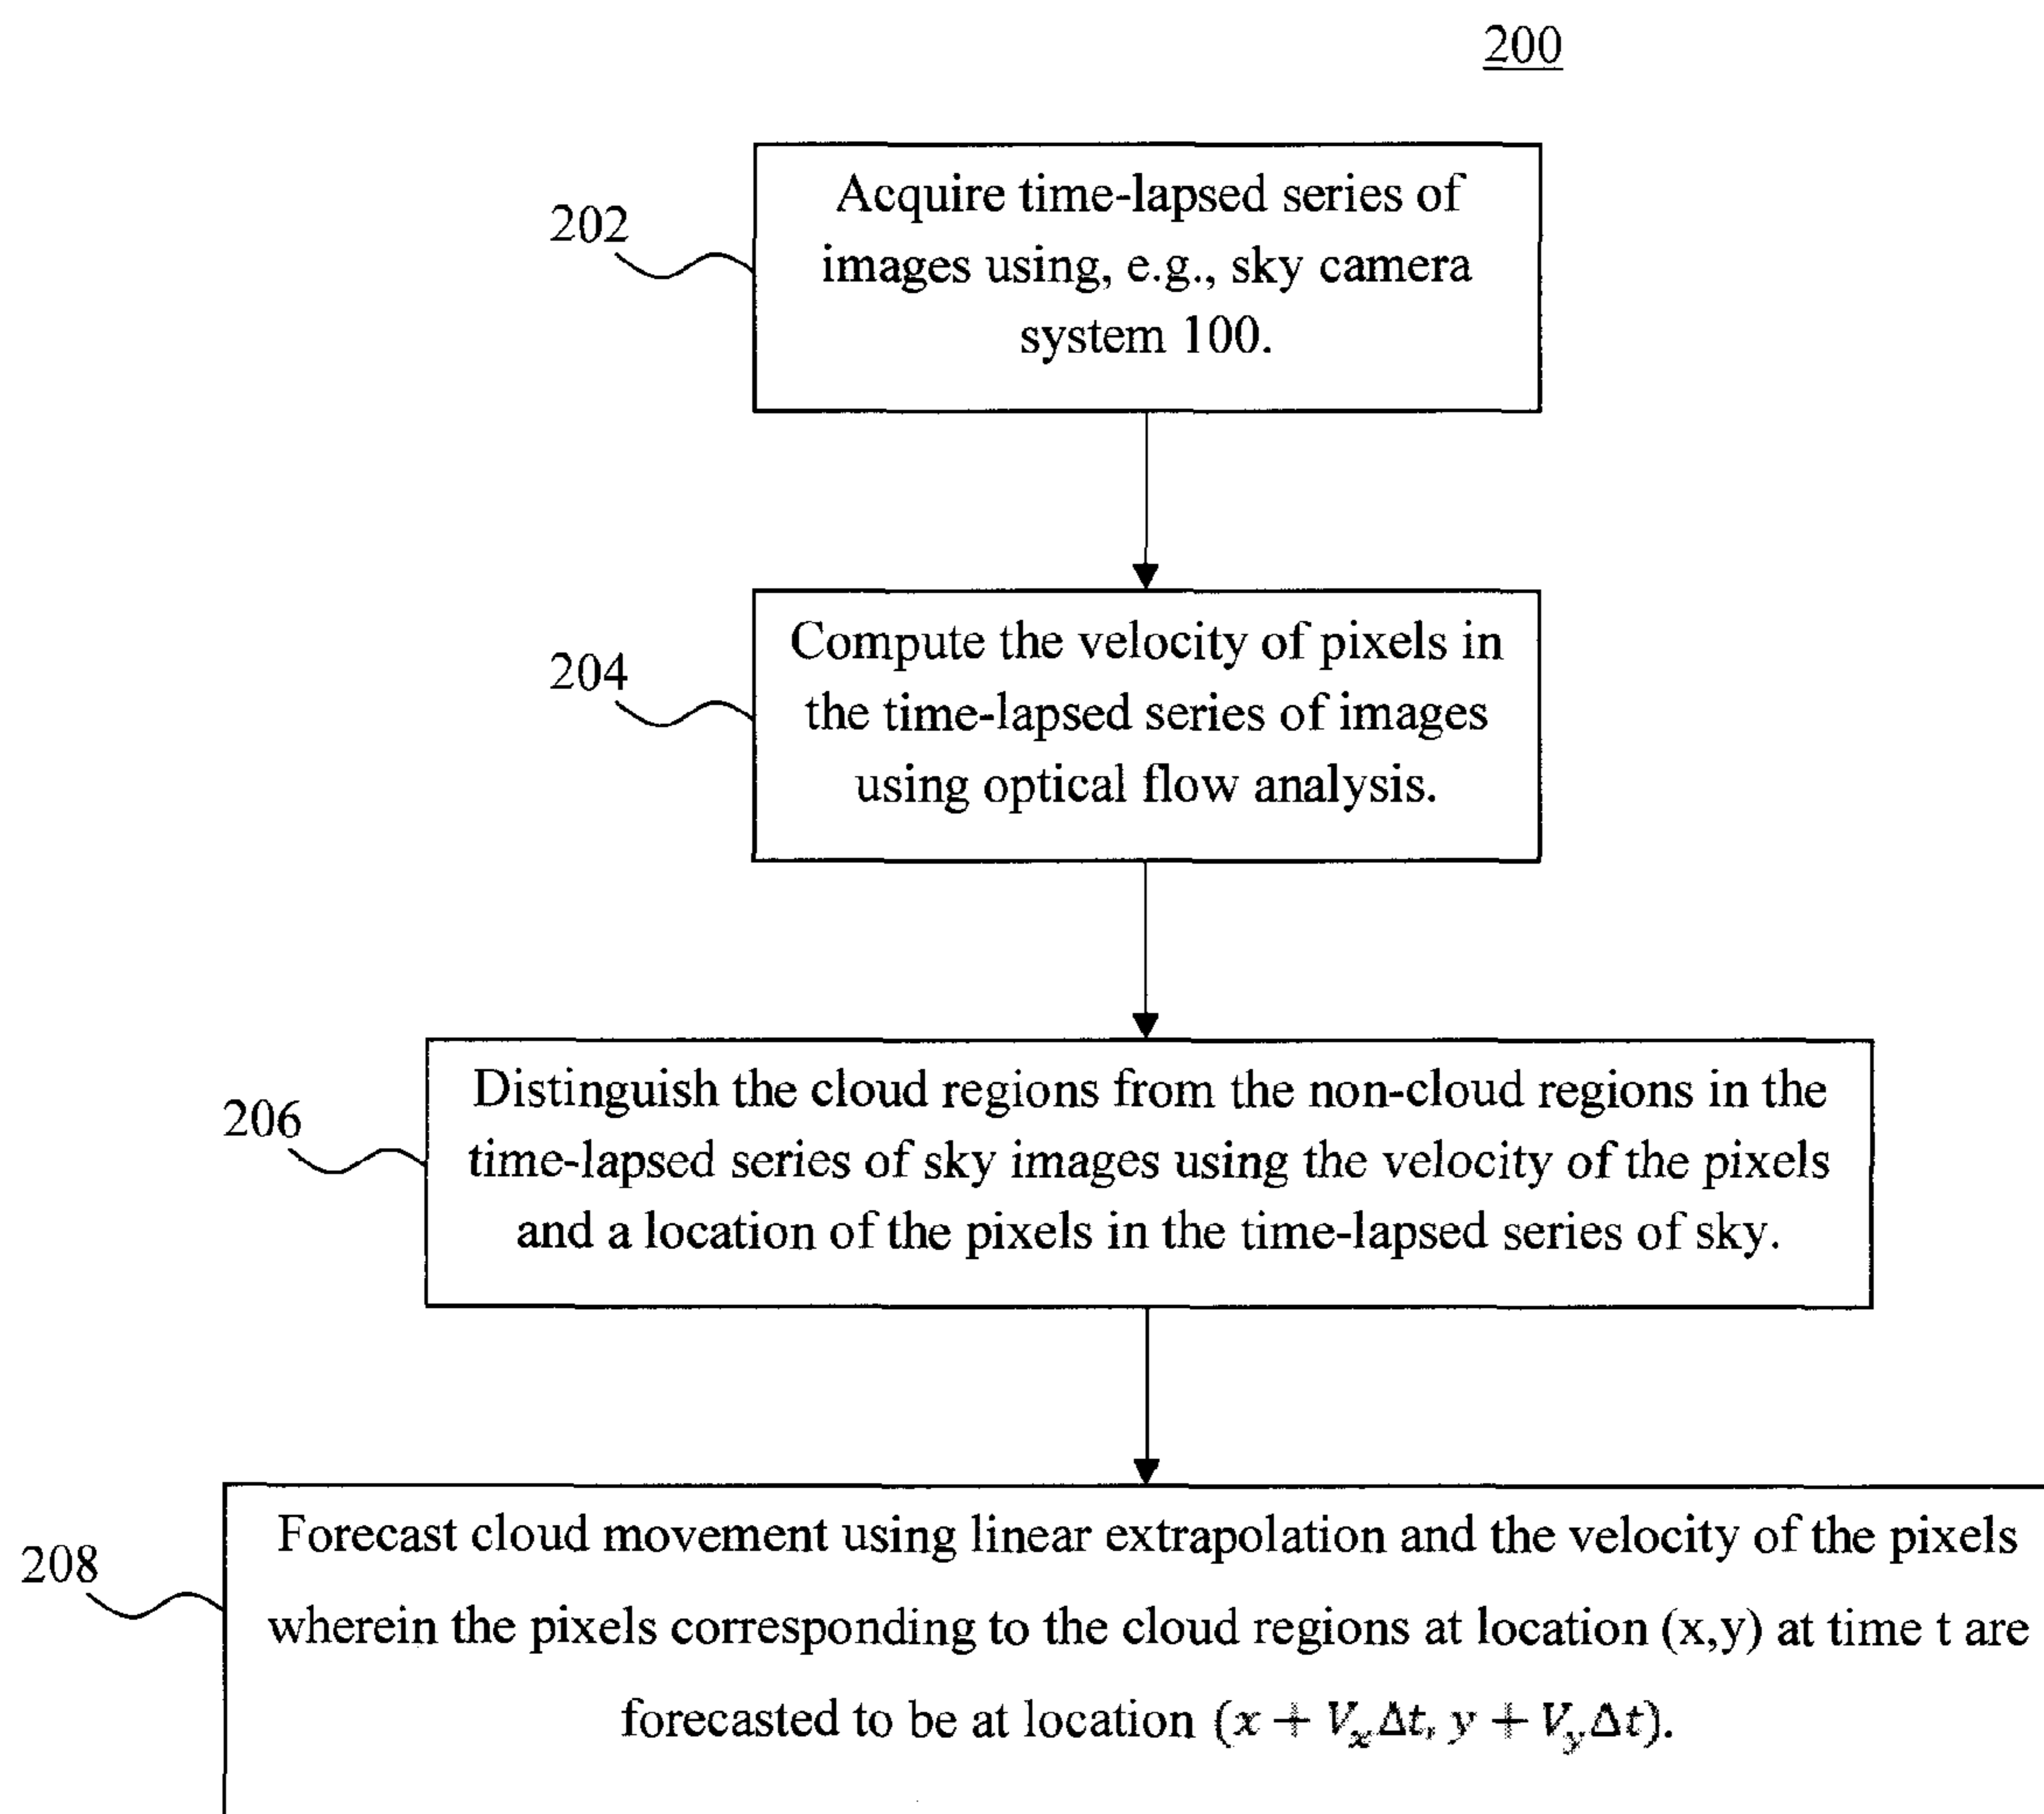 200
202
Acquire time-lapsed series of
images using, e.g., sky camera
system 100.
204
Compute the velocity of pixels in
the time-lapsed series of images
using optical flow analysis.
206
Distinguish the cloud regions from the non-cloud regions in the
time-lapsed series of sky images using the velocity of the pixels
and a location of the pixels in the time-lapsed series of sky.
208
Forecast cloud movement using linear extrapolation and the velocity of the pixels
wherein the pixels corresponding to the cloud regions at location (x,y) at time t are
forecasted to be at location (x + VₓΔt, y + V_yΔt).